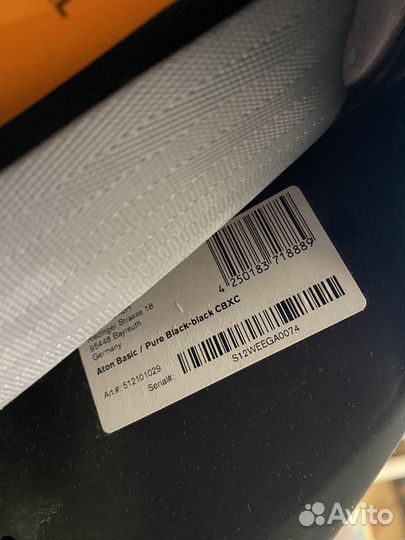 4 250183 718889
Riedinger Strasse 18
95448 Bayreuth
Germany
Aton Basic / Pure Black-black CBXC
Art.#: 512101029
Serial#:
S12WEEGA0074
Avito